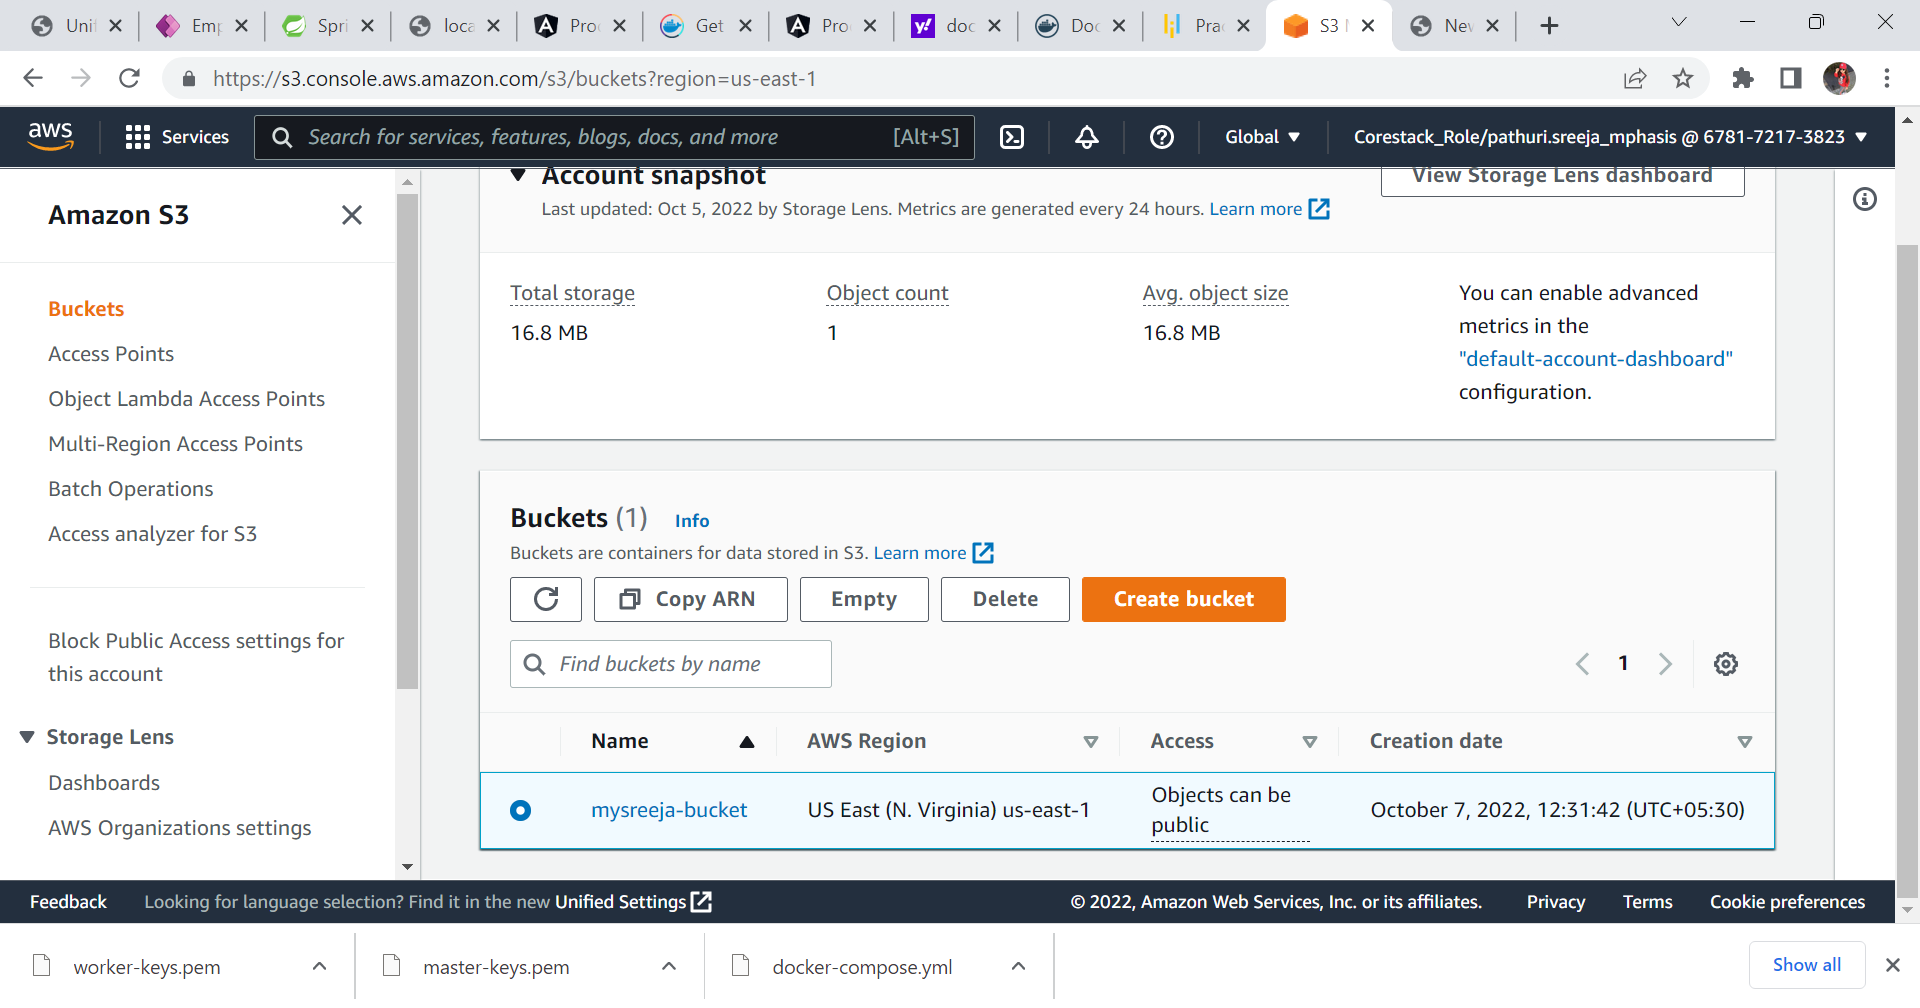 Unif
Emp
Spri
loca
Pro
Get
Pro
doc
Doc
Pra
S3
New
https://s3.console.aws.amazon.com/s3/buckets?region=us-east-1
aws
Services
Search for services, features, blogs, docs, and more [Alt+S]
Global
Corestack_Role/pathuri.sreeja_mphasis @ 6781-7217-3823
Amazon S3
Buckets
Access Points
Object Lambda Access Points
Multi-Region Access Points
Batch Operations
Access analyzer for S3
Block Public Access settings for
this account
Storage Lens
Dashboards
AWS Organizations settings
Account snapshot
View Storage Lens dashboard
Last updated: Oct 5, 2022 by Storage Lens. Metrics are generated every 24 hours. Learn more
Total storage
16.8 MB
Object count
1
Avg. object size
16.8 MB
You can enable advanced
metrics in the
"default-account-dashboard"
configuration.
Buckets (1) Info
Buckets are containers for data stored in S3. Learn more
Copy ARN
Empty
Delete
Create bucket
Find buckets by name
1
Name
AWS Region
Access
Creation date
mysreeja-bucket
US East (N. Virginia) us-east-1
Objects can be
public
October 7, 2022, 12:31:42 (UTC+05:30)
Feedback
Looking for language selection? Find it in the new Unified Settings
© 2022, Amazon Web Services, Inc. or its affiliates.
Privacy
Terms
Cookie preferences
worker-keys.pem
master-keys.pem
docker-compose.yml
Show all